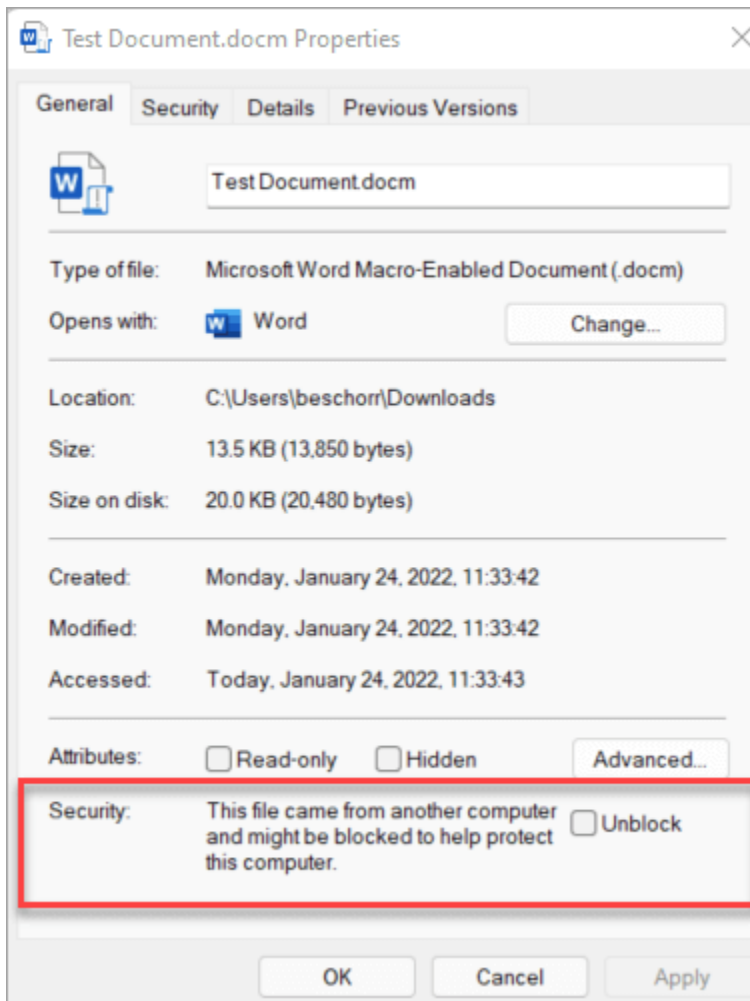 Test Document.docm Properties
General Security Details Previous Versions
Test Document.docm
Type of file: Microsoft Word Macro-Enabled Document (.docm)
Opens with: Word Change...
Location: C:\Users\beschorr\Downloads
Size: 13.5 KB (13,850 bytes)
Size on disk: 20.0 KB (20,480 bytes)
Created: Monday, January 24, 2022, 11:33:42
Modified: Monday, January 24, 2022, 11:33:42
Accessed: Today, January 24, 2022, 11:33:43
Attributes: Read-only Hidden Advanced...
Security: This file came from another computer
and might be blocked to help protect
this computer.
Unblock
OK Cancel Apply